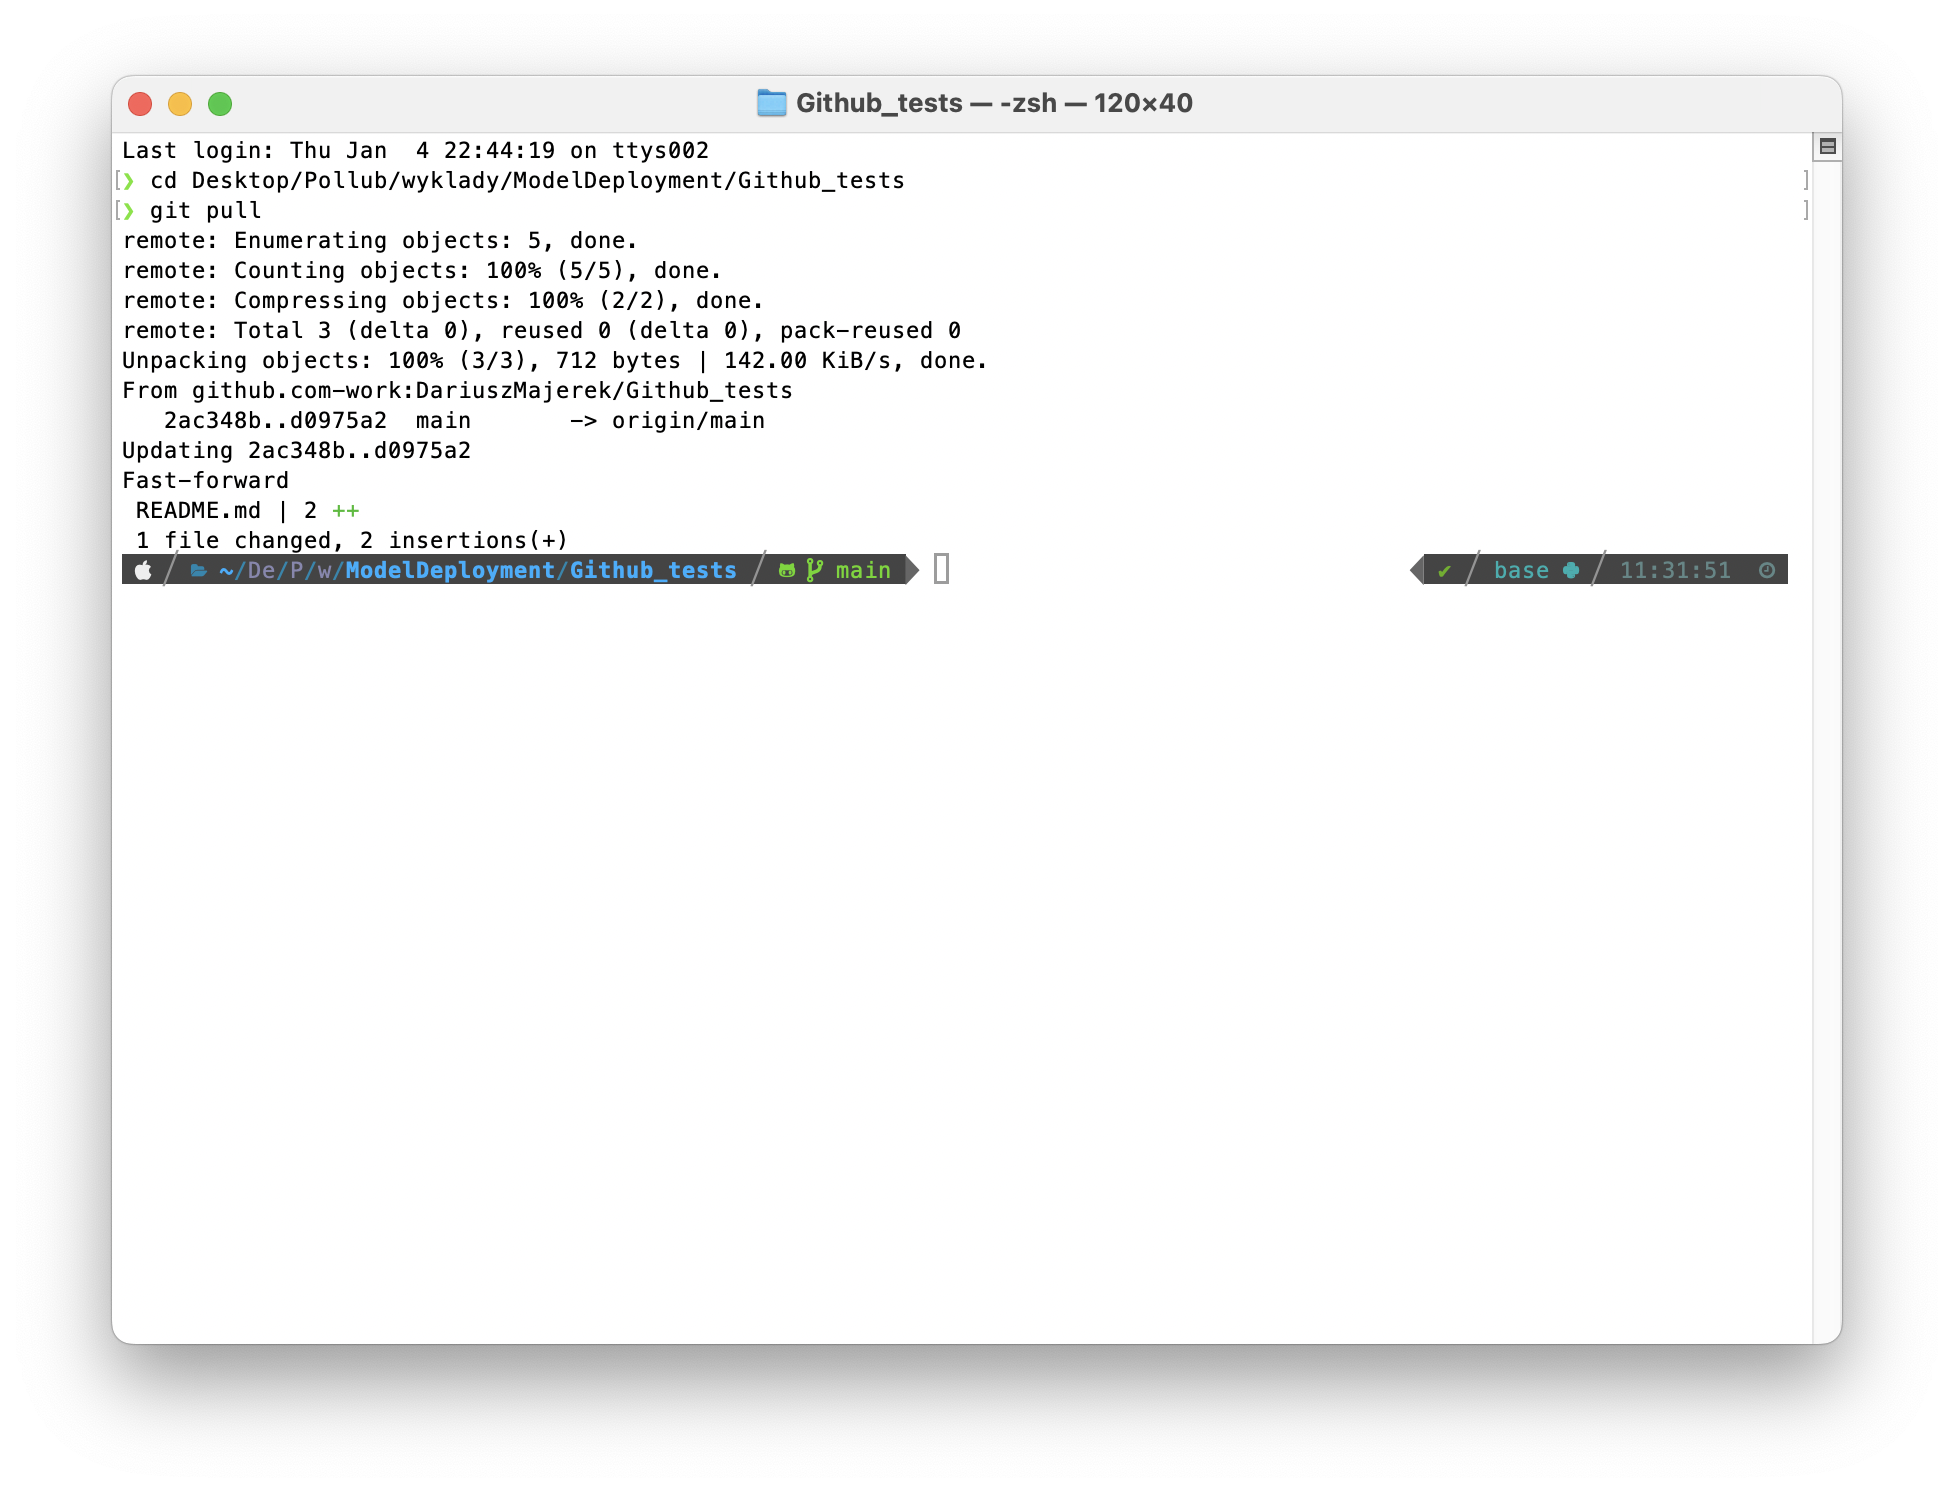 Github_tests — -zsh — 120×40
Last login: Thu Jan  4 22:44:19 on ttys002
[❯ cd Desktop/Pollub/wyklady/ModelDeployment/Github_tests ]
[❯ git pull ]
remote: Enumerating objects: 5, done.
remote: Counting objects: 100% (5/5), done.
remote: Compressing objects: 100% (2/2), done.
remote: Total 3 (delta 0), reused 0 (delta 0), pack-reused 0
Unpacking objects: 100% (3/3), 712 bytes | 142.00 KiB/s, done.
From github.com-work:DariuszMajerek/Github_tests
   2ac348b..d0975a2  main       -> origin/main
Updating 2ac348b..d0975a2
Fast-forward
 README.md | 2 ++
 1 file changed, 2 insertions(+)
~/De/P/w/ModelDeployment/Github_tests main ✔ base 11:31:51